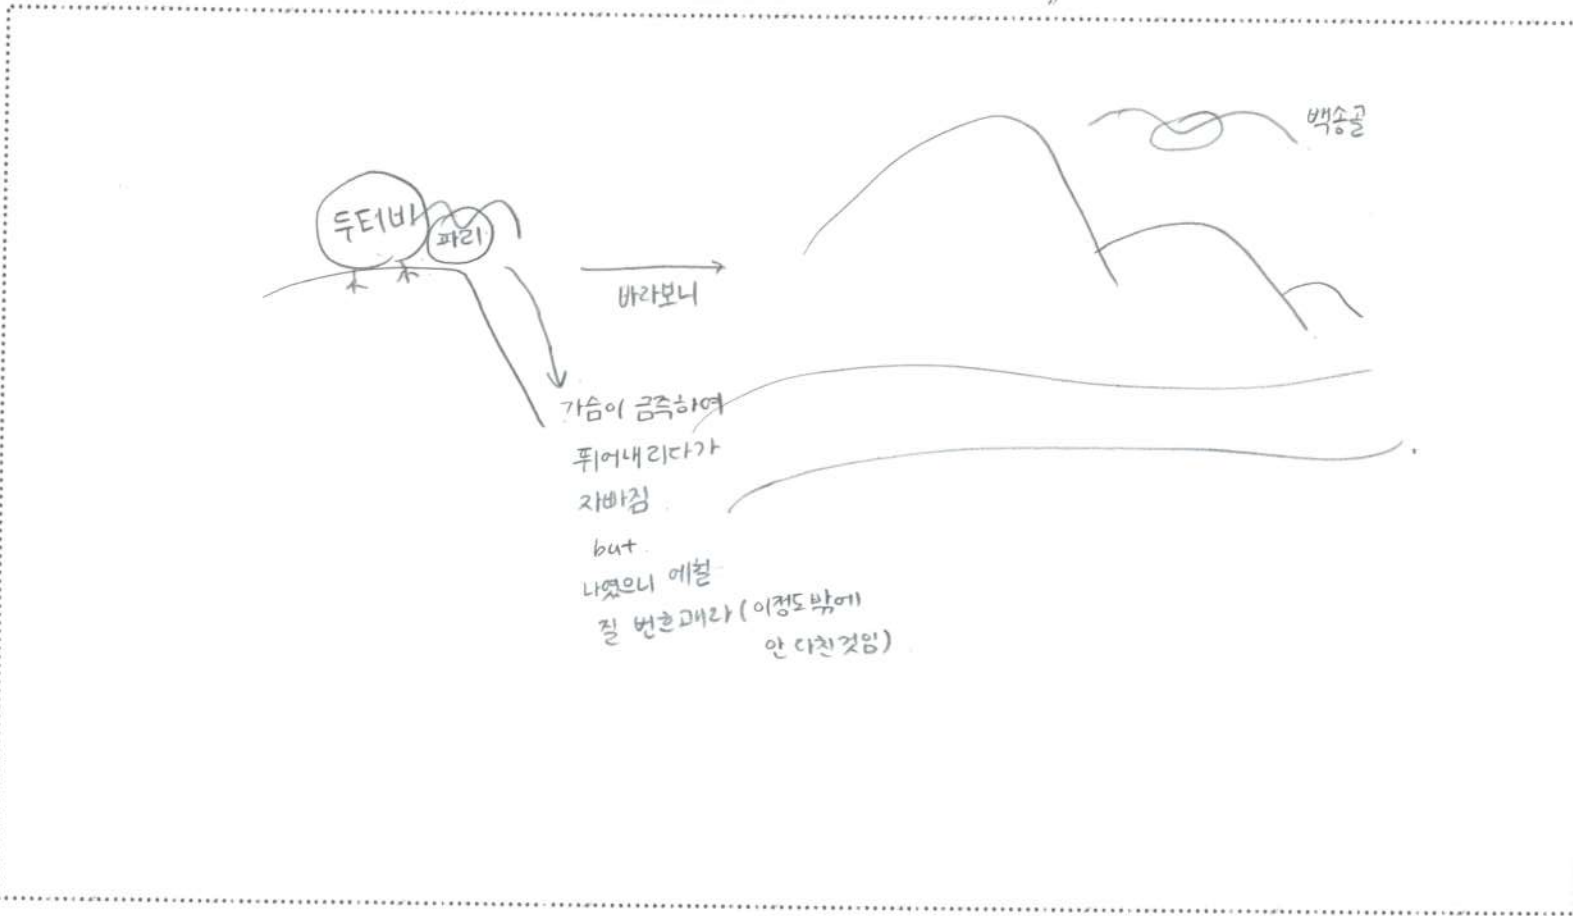 두터비
파리
바라보니
백송골
가슴이 금즉하여
풔어내리다가
자빠짐
but
나였으니 에헐
질 번흔괘라 (이정도밖에
안 다친것임)